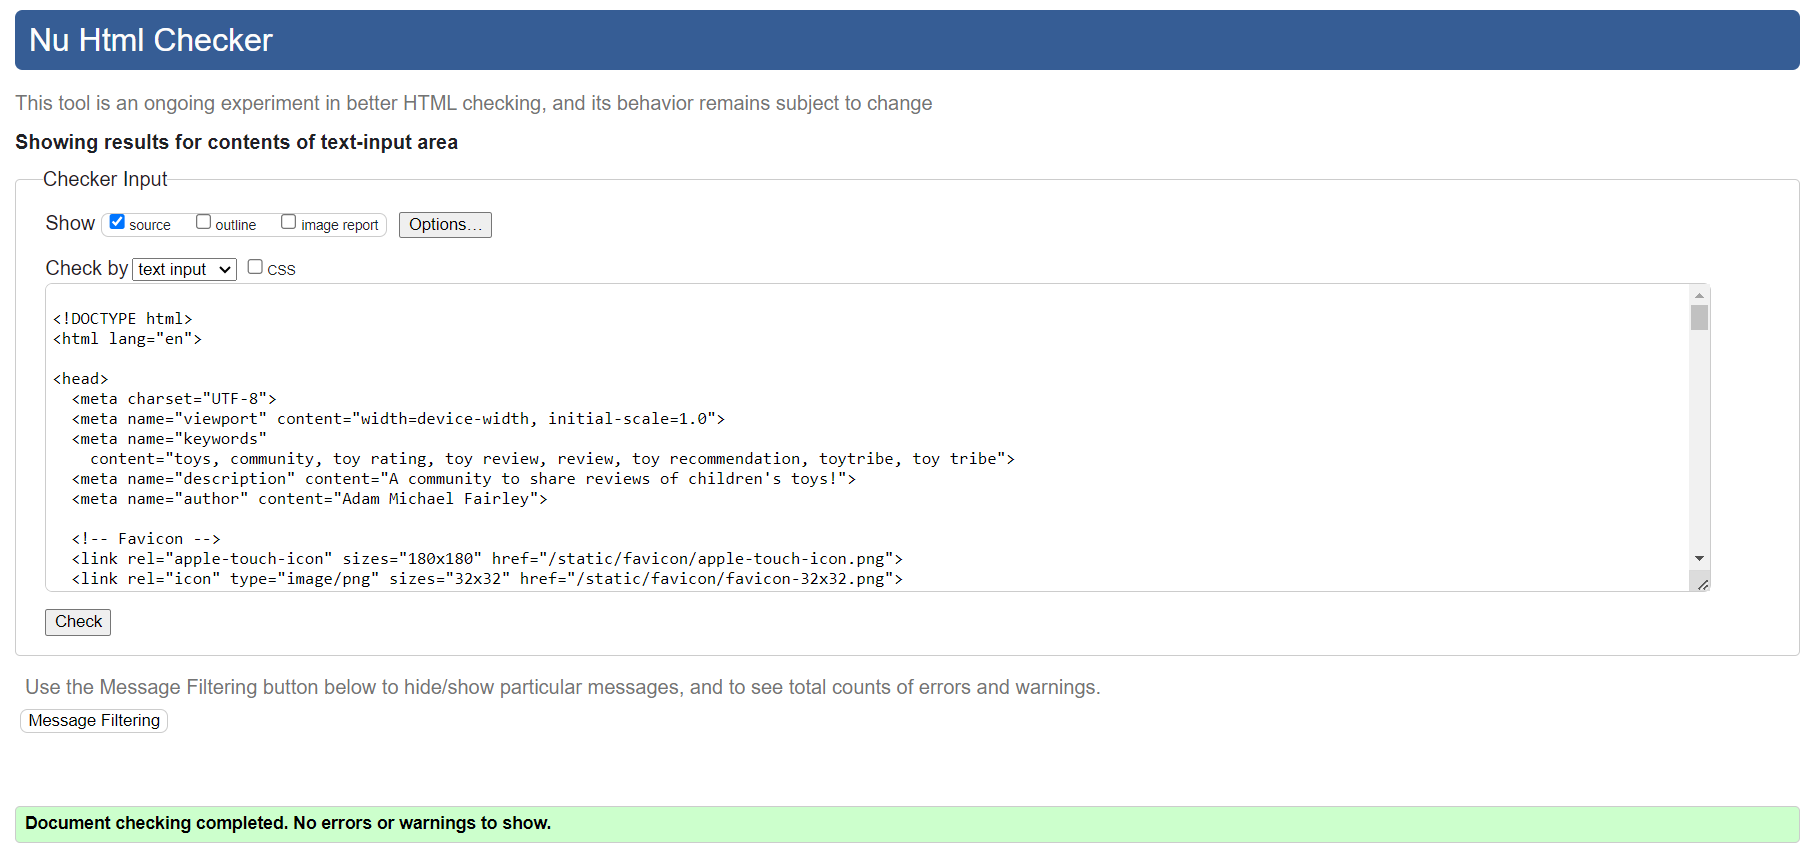 Nu Html Checker
This tool is an ongoing experiment in better HTML checking, and its behavior remains subject to change
Showing results for contents of text-input area
Checker Input
Show source outline image report Options...
Check by text input CSS
<!DOCTYPE html>
<html lang="en">
<head>
<meta charset="UTF-8">
<meta name="viewport" content="width=device-width, initial-scale=1.0">
<meta name="keywords"
content="toys, community, toy rating, toy review, review, toy recommendation, toytribe, toy tribe">
<meta name="description" content="A community to share reviews of children's toys!">
<meta name="author" content="Adam Michael Fairley">
<!-- Favicon -->
<link rel="apple-touch-icon" sizes="180x180" href="/static/favicon/apple-touch-icon.png">
<link rel="icon" type="image/png" sizes="32x32" href="/static/favicon/favicon-32x32.png">
Check
Use the Message Filtering button below to hide/show particular messages, and to see total counts of errors and warnings.
Message Filtering
Document checking completed. No errors or warnings to show.